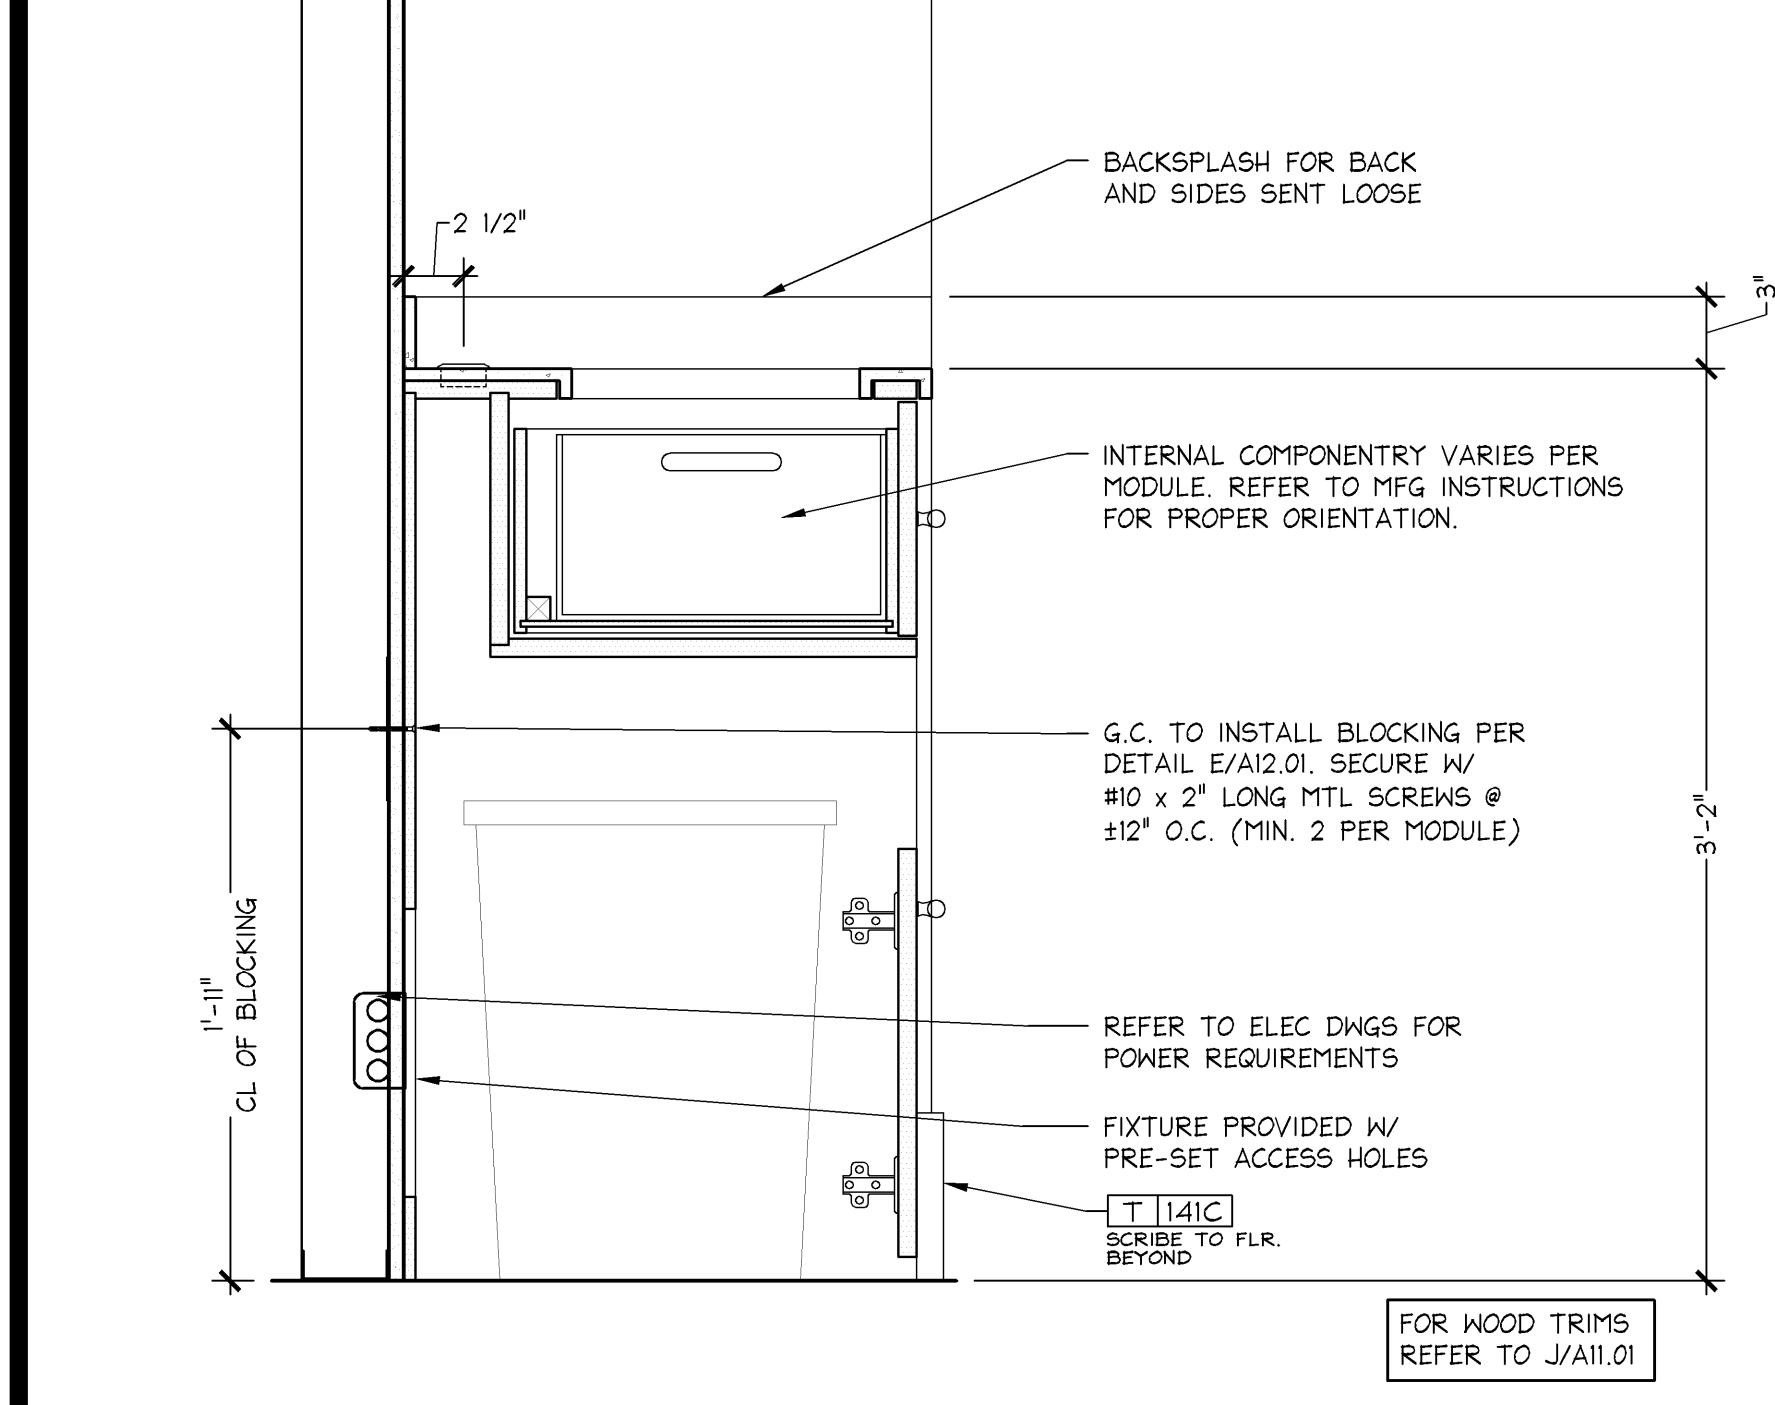 BACKSPLASH FOR BACK
AND SIDES SENT LOOSE
2 1/2"
3"
INTERNAL COMPONENTRY VARIES PER
MODULE. REFER TO MFG INSTRUCTIONS
FOR PROPER ORIENTATION.
G.C. TO INSTALL BLOCKING PER
DETAIL E/A12.01. SECURE W/
#10 x 2" LONG MTL SCREWS @
±12" O.C. (MIN. 2 PER MODULE)
3'-2"
1'-11"
CL OF BLOCKING
REFER TO ELEC DWGS FOR
POWER REQUIREMENTS
FIXTURE PROVIDED W/
PRE-SET ACCESS HOLES
T 141C
SCRIBE TO FLR.
BEYOND
FOR WOOD TRIMS
REFER TO J/A11.01